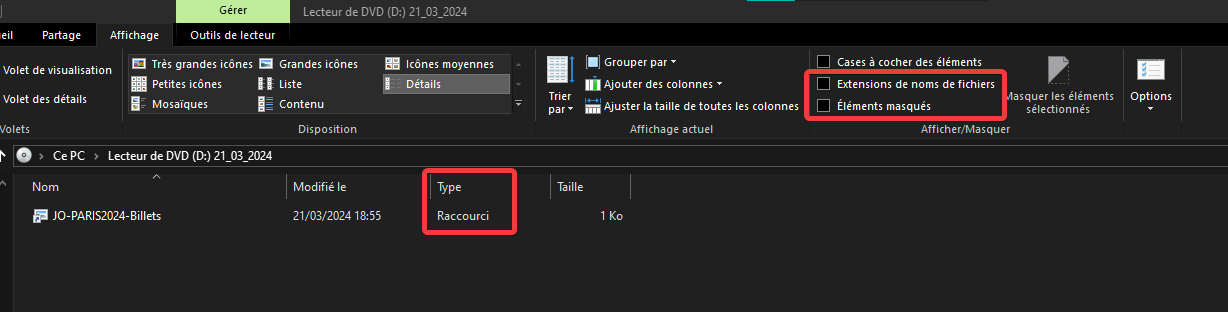 Gérer
Lecteur de DVD (D:) 21_03_2024
eil Partage Affichage Outils de lecteur
Volet de visualisation
Volet des détails
Volets
Très grandes icônes Grandes icônes Icônes moyennes
Petites icônes Liste Détails
Mosaïques Contenu
Disposition
Trier par
Grouper par
Ajouter des colonnes
Ajuster la taille de toutes les colonnes
Affichage actuel
Cases à cocher des éléments
Extensions de noms de fichiers
Éléments masqués
Masquer les éléments
sélectionnés
Afficher/Masquer
Options
Ce PC > Lecteur de DVD (D:) 21_03_2024
Nom Modifié le Type Taille
JO-PARIS2024-Billets 21/03/2024 18:55 Raccourci 1 Ko